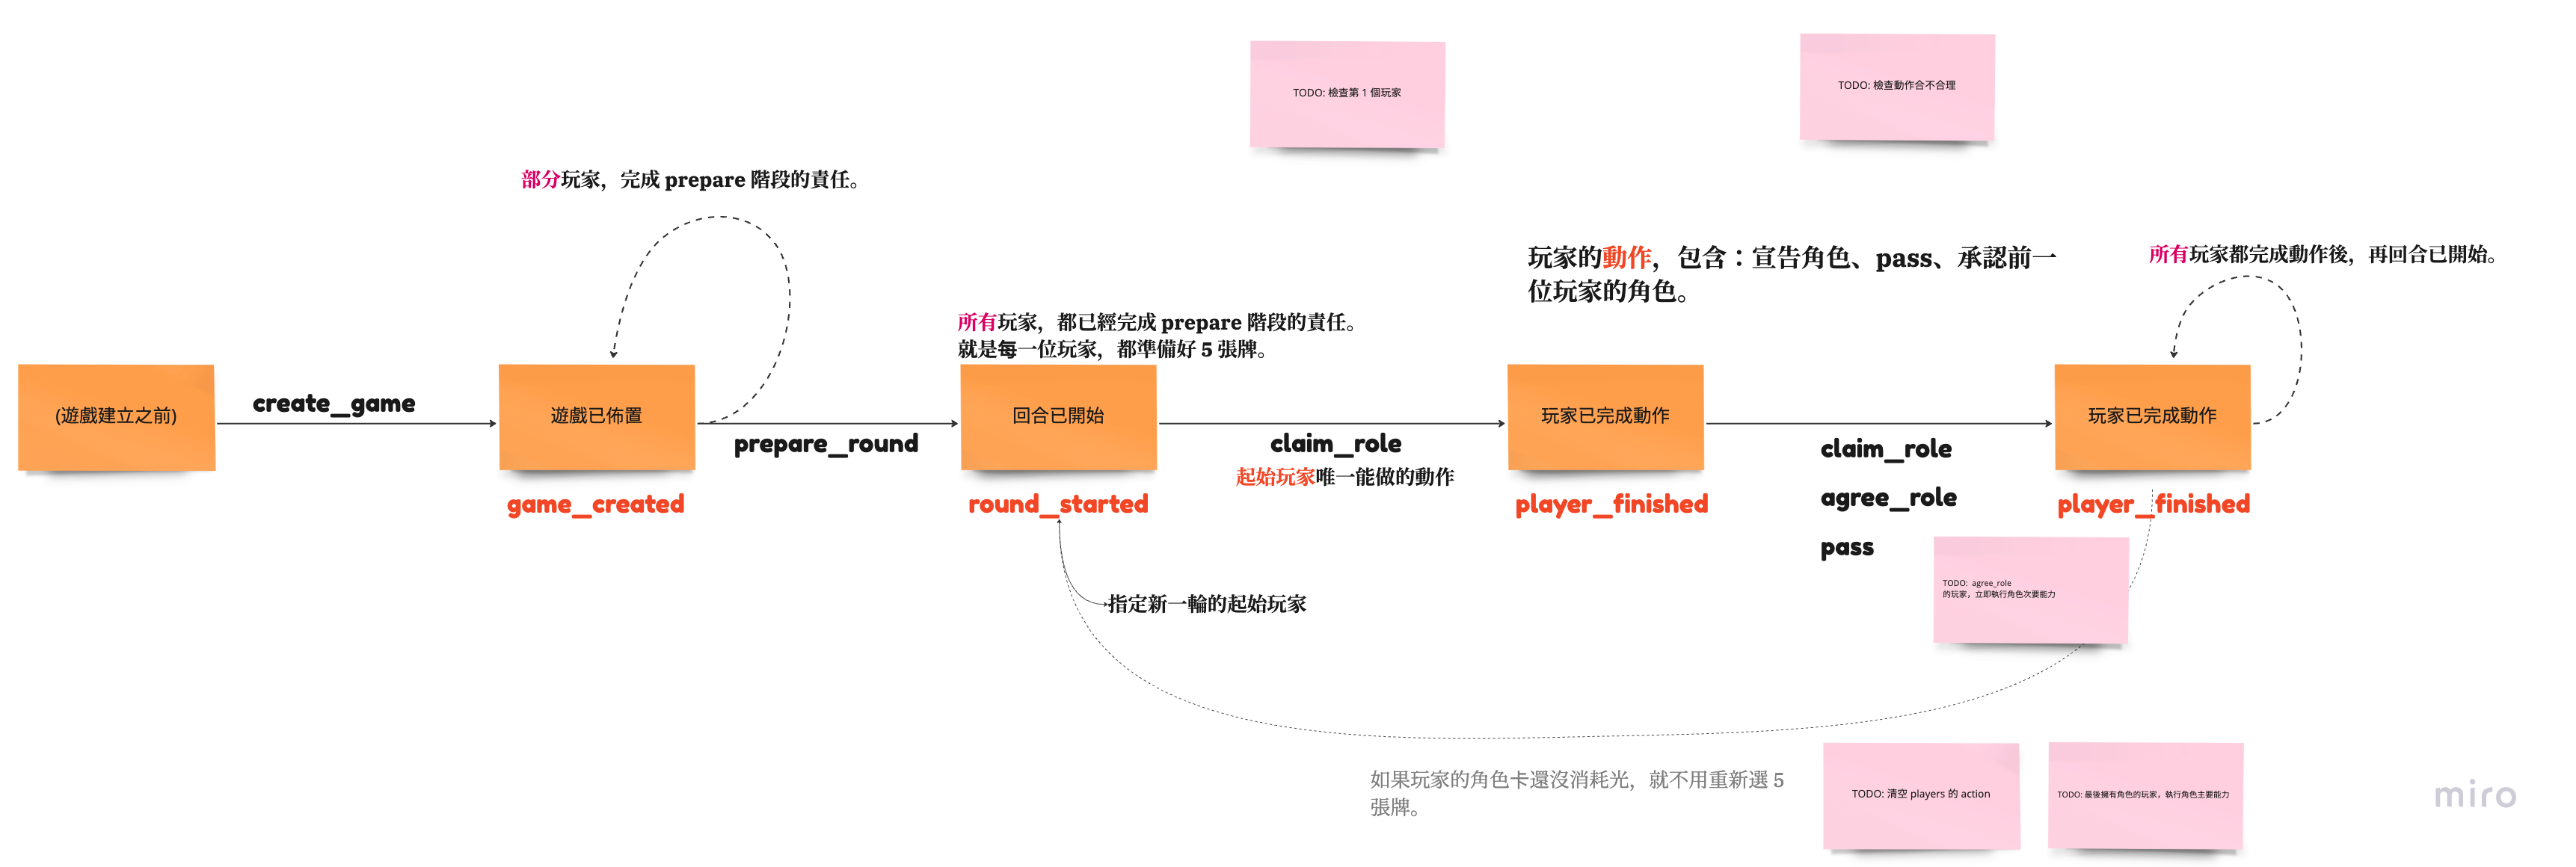 TODO: 檢查第 1 個玩家
TODO: 檢查動作合不合理
部分玩家，完成 prepare 階段的責任。
玩家的動作，包含：宣告角色、pass、承認前一
位玩家的角色。
所有玩家都完成動作後，再回合已開始。
所有玩家，都已經完成 prepare 階段的責任。
就是每一位玩家，都準備好 5 張牌。
(遊戲建立之前)
create_game
遊戲已佈置
prepare_round
回合已開始
claim_role
起始玩家唯一能做的動作
玩家已完成動作
claim_role
agree_role
pass
玩家已完成動作
game_created
round_started
player_finished
player_finished
TODO: agree_role
的玩家，立即執行角色次要能力
指定新一輪的起始玩家
如果玩家的角色卡還沒消耗光，就不用重新選 5
張牌。
TODO: 清空 players 的 action
TODO: 最後擁有角色的玩家，執行角色主要能力
miro